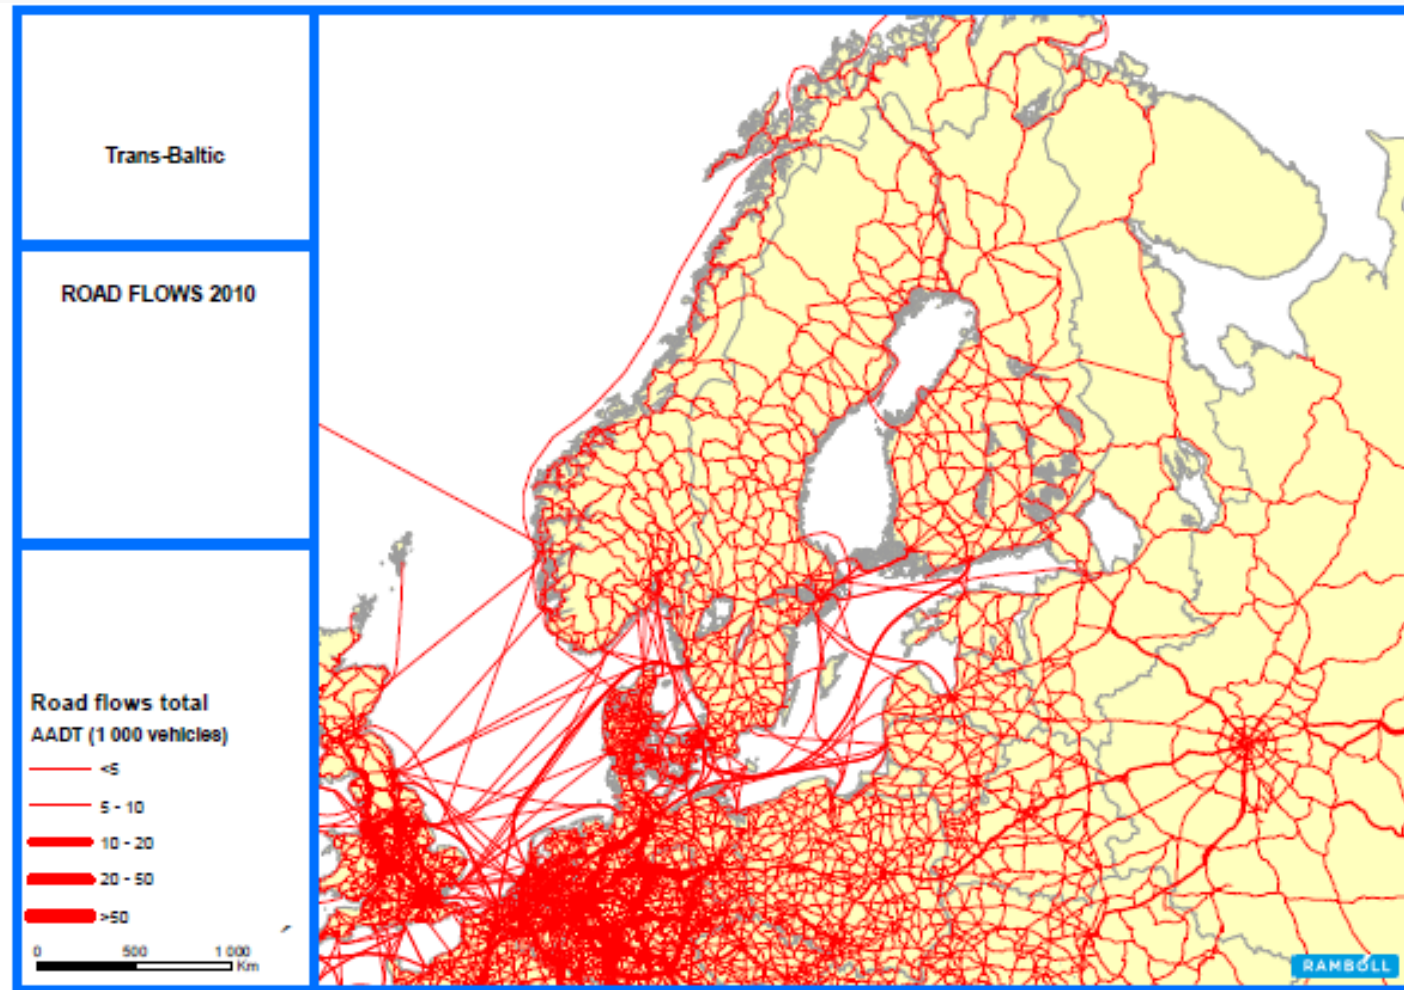 Trans-Baltic
ROAD FLOWS 2010
Road flows total
AADT (1 000 vehicles)
<5
5 - 10
10 - 20
20 - 50
>50
0 500 1 000
Km
RAMBOLL